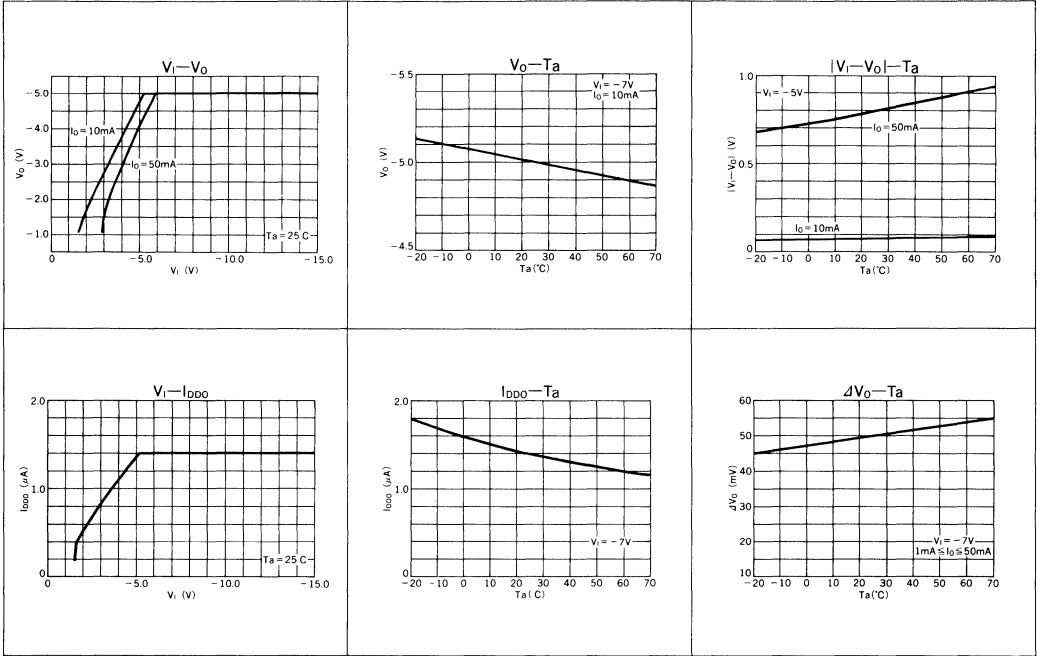 VI—VO
−5.0
−4.0
−3.0
−2.0
−1.0
VO (V)
IO=10mA
IO=50mA
Ta=25 C
0 −5.0 −10.0 −15.0
VI (V)
VO—Ta
−5.5
−5.0
−4.5
VO (V)
VI=−7V
IO=10mA
−20 −10 0 10 20 30 40 50 60 70
Ta(°C)
|VI—VO|—Ta
1.0
0.5
0
|VI—VO| (V)
VI=−5V
IO=50mA
IO=10mA
−20 −10 0 10 20 30 40 50 60 70
Ta(°C)
VI—IDDO
2.0
1.0
0
IDDO (μA)
Ta=25 C
0 −5.0 −10.0 −15.0
VI (V)
IDDO—Ta
2.0
1.0
0
IDDO (μA)
VI=−7V
−20 −10 0 10 20 30 40 50 60 70
Ta(C)
ΔVO—Ta
60
50
40
30
20
10
ΔVO (mV)
VI=−7V
1mA≦IO≦50mA
−20 −10 0 10 20 30 40 50 60 70
Ta(°C)